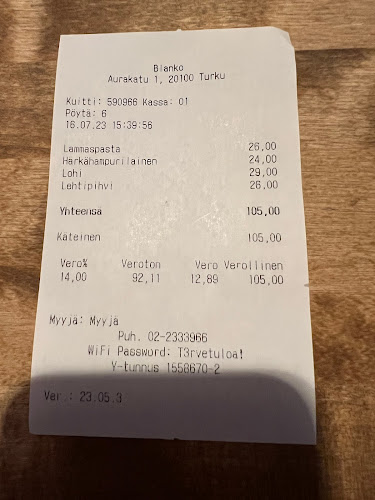 Blanko
Aurakatu 1, 20100 Turku
Kuitti: 590966 Kassa: 01
Pöytä: 6
16.07.23 15:39:56
Lammaspasta 26,00
Härkähampurilainen 24,00
Lohi 29,00
Lehtipihvi 26,00
Yhteensä 105,00
Käteinen 105,00
Vero% Veroton Vero Verollinen
14,00 92,11 12,89 105,00
Myyjä: Myyjä
Puh. 02-2333966
WiFi Password: T3rvetuloa!
Y-tunnus 1558670-2
Ver.: 23.05.3